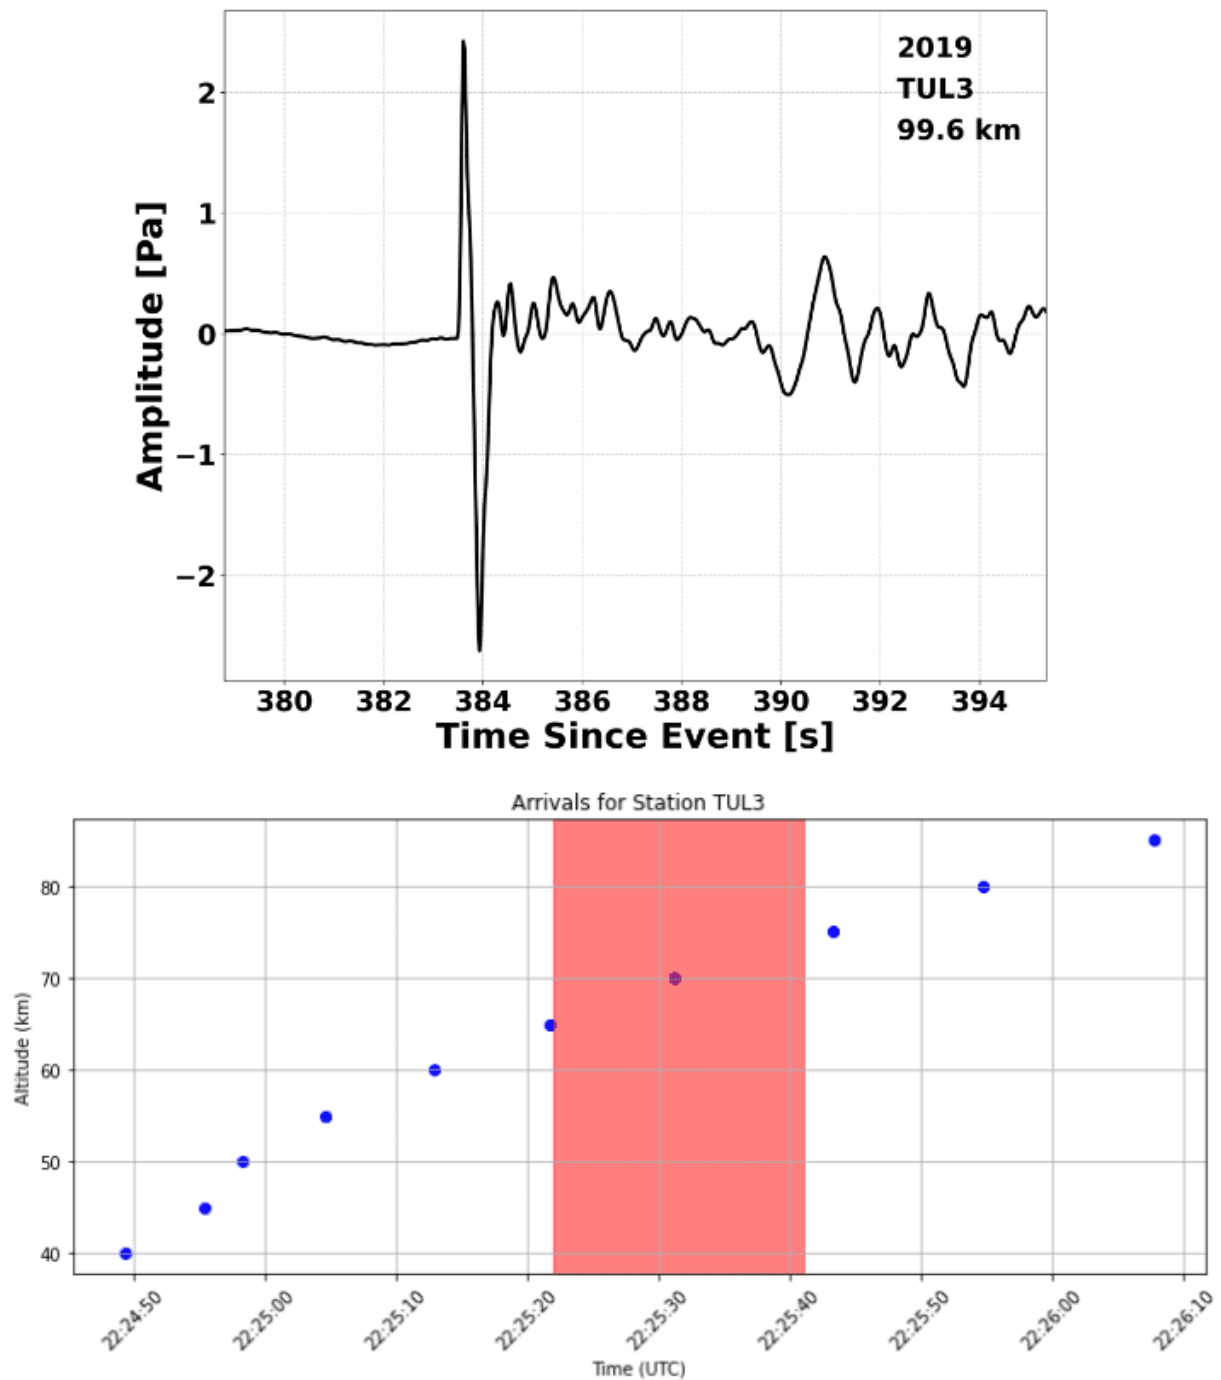 2019
TUL3
99.6 km
2
1
0
−1
−2
Amplitude [Pa]
380 382 384 386 388 390 392 394
Time Since Event [s]
Arrivals for Station TUL3
80
70
60
50
40
Altitude (km)
22:24:50 22:25:00 22:25:10 22:25:20 22:25:30 22:25:40 22:25:50 22:26:00 22:26:10
Time (UTC)